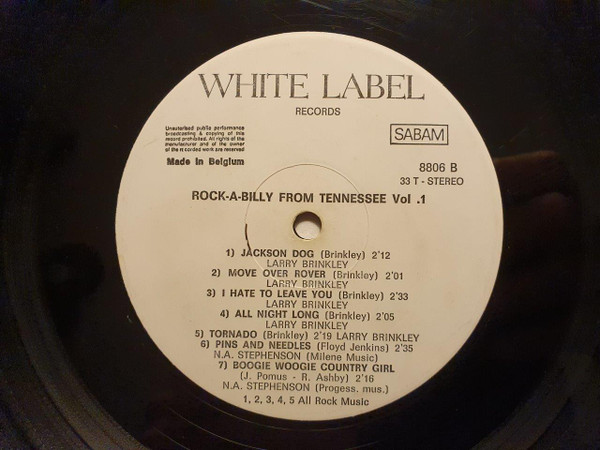 WHITE LABEL
RECORDS
Unauterised public performance
broadcasting & copying of this
record prohibited. All rights of the
manufacturer and of the owner
of the rt corded work are reserved
Made in Belgium
SABAM
8806 B
33 T - STEREO
ROCK-A-BILLY FROM TENNESSEE Vol .1
1) JACKSON DOG (Brinkley) 2'12
LARRY BRINKLEY
2) MOVE OVER ROVER (Brinkley) 2'01
LARRY BRINKLEY
3) I HATE TO LEAVE YOU (Brinkley) 2'33
LARRY BRINKLEY
4) ALL NIGHT LONG (Brinkley) 2'05
LARRY BRINKLEY
5) TORNADO (Brinkley) 2'19 LARRY BRINKLEY
6) PINS AND NEEDLES (Floyd Jenkins) 2'35
N.A. STEPHENSON (Milene Music)
7) BOOGIE WOOGIE COUNTRY GIRL
(J. Pomus - R. Ashby) 2'16
N.A. STEPHENSON (Progess. mus.)
1, 2, 3, 4, 5 All Rock Music